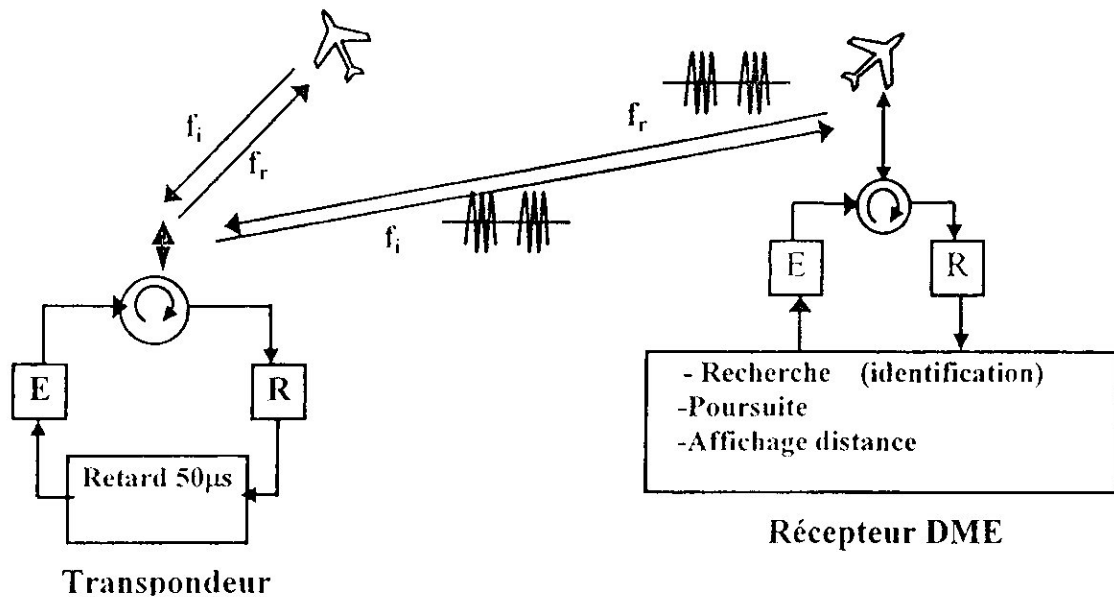 f_i
f_r
f_r
f_i
E
R
E
R
- Recherche (identification)
-Poursuite
-Affichage distance
Retard 50µs
Récepteur DME
Transpondeur